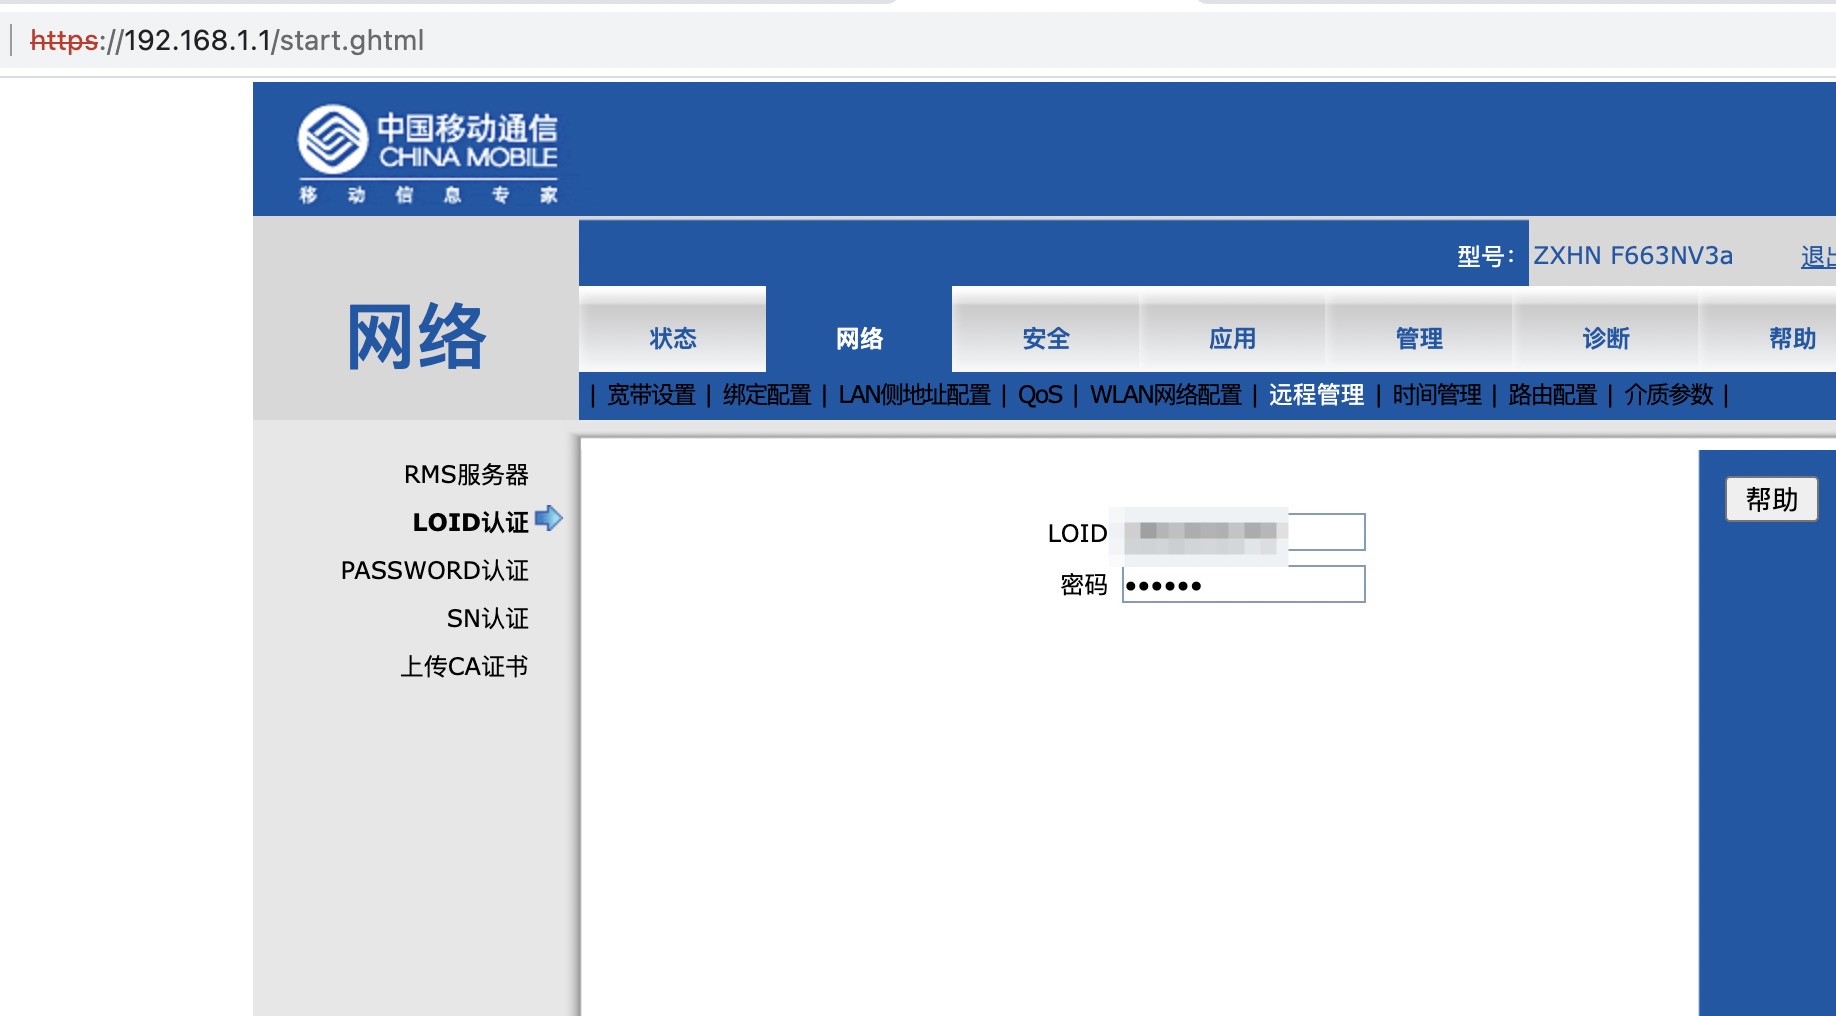 https://192.168.1.1/start.ghtml
中国移动通信
CHINA MOBILE
移动信息专家
型号: ZXHN F663NV3a 退出
网络
状态 网络 安全 应用 管理 诊断 帮助
| 宽带设置 | 绑定配置 | LAN侧地址配置 | QoS | WLAN网络配置 | 远程管理 | 时间管理 | 路由配置 | 介质参数 |
RMS服务器
LOID认证
PASSWORD认证
SN认证
上传CA证书
LOID
密码 ••••••
帮助